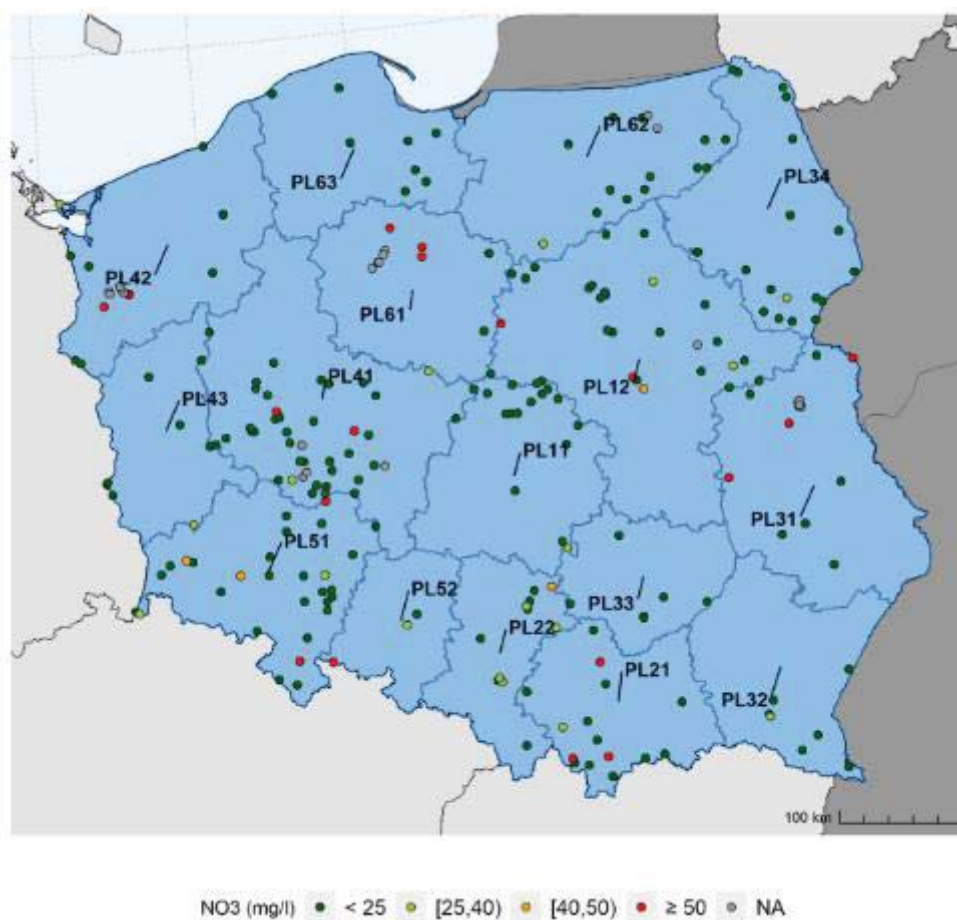 PL62
PL63
PL34
PL42
PL61
PL41
PL12
PL43
PL11
PL31
PL51
PL52
PL33
PL22
PL21
PL32
100 km
NO3 (mg/l) < 25 [25,40) [40,50) ≥ 50 NA